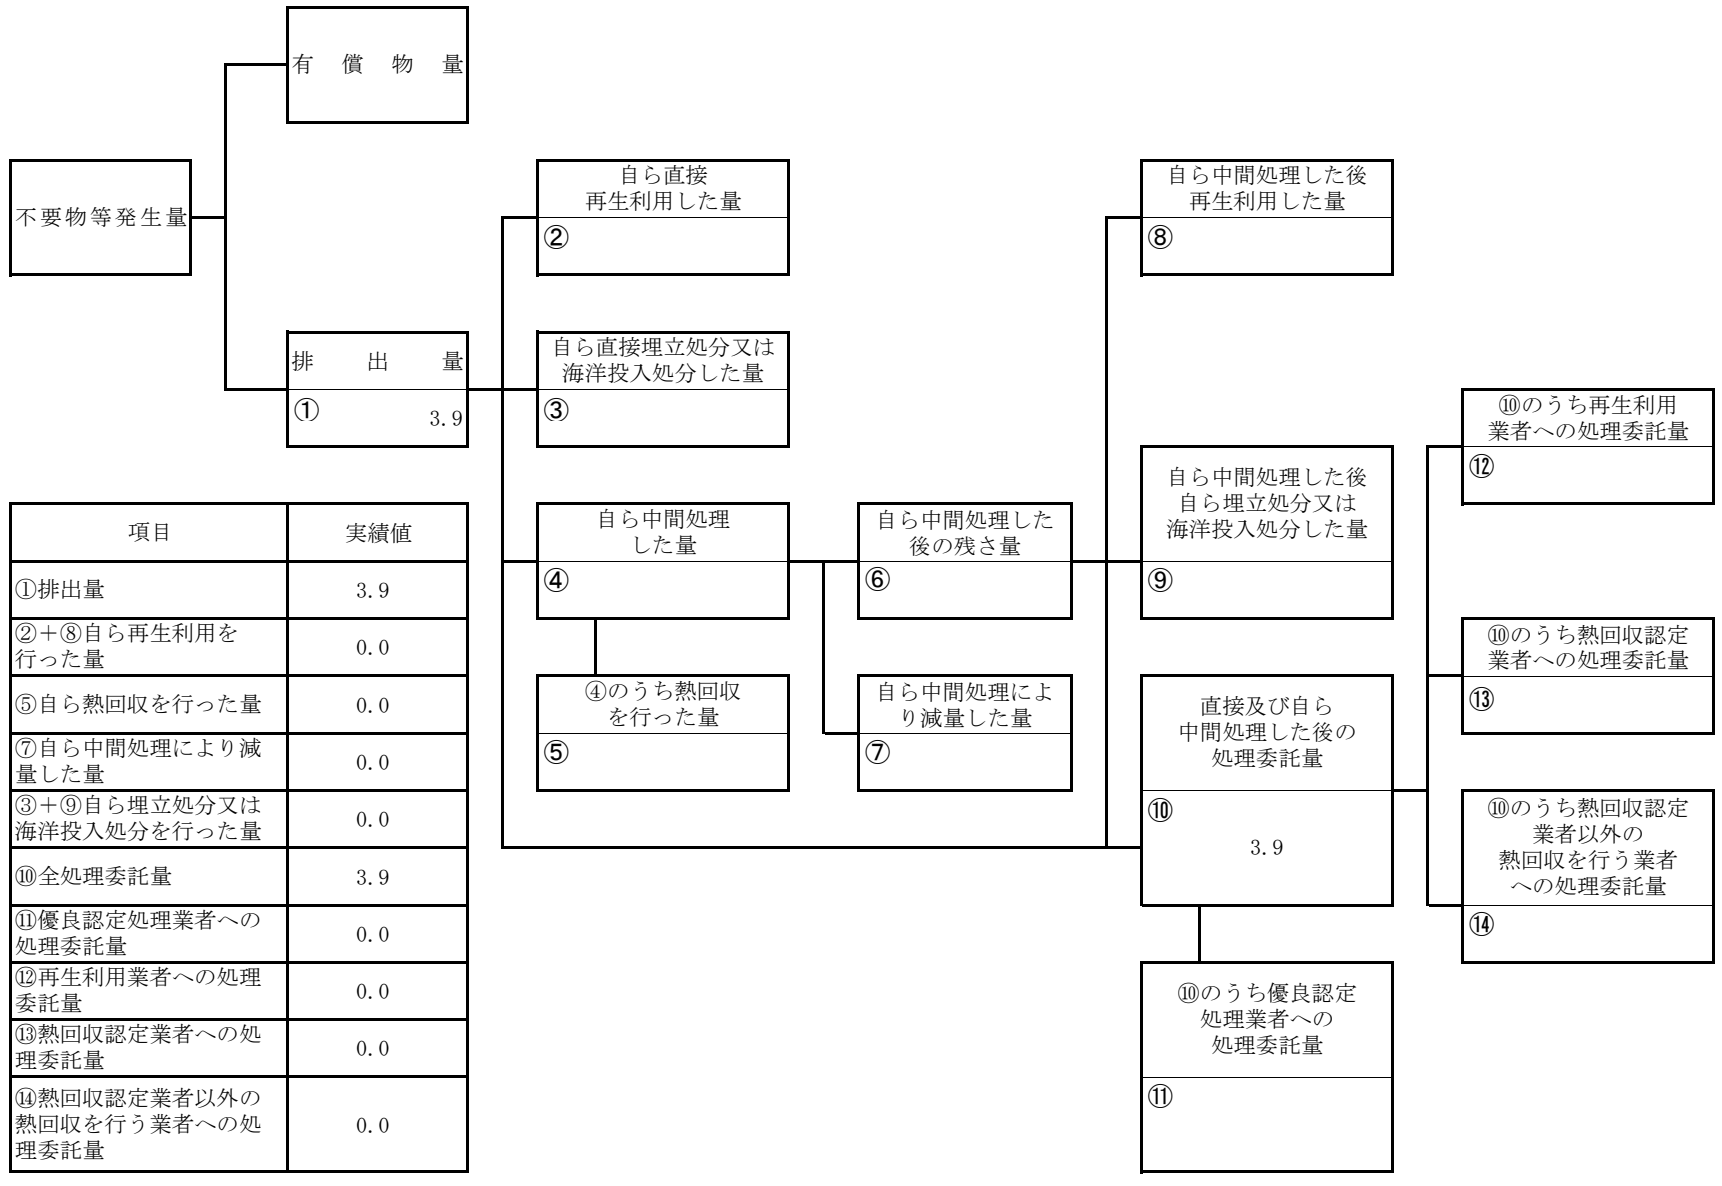 有償物量
不要物等発生量
自ら直接
再生利用した量
②
自ら中間処理した後
再生利用した量
⑧
排出量
①
3.9
自ら直接埋立処分又は
海洋投入処分した量
③
⑩のうち再生利用
業者への処理委託量
⑫
自ら中間処理した後
自ら埋立処分又は
海洋投入処分した量
⑨
自ら中間処理
した量
④
自ら中間処理した
後の残さ量
⑥
⑩のうち熱回収認定
業者への処理委託量
⑬
④のうち熱回収
を行った量
⑤
自ら中間処理によ
り減量した量
⑦
直接及び自ら
中間処理した後の
処理委託量
⑩
3.9
⑩のうち熱回収認定
業者以外の
熱回収を行う業者
への処理委託量
⑭
⑩のうち優良認定
処理業者への
処理委託量
⑪
項目 実績値
①排出量 3.9
②＋⑧自ら再生利用を
行った量 0.0
⑤自ら熱回収を行った量 0.0
⑦自ら中間処理により減
量した量 0.0
③＋⑨自ら埋立処分又は
海洋投入処分を行った量 0.0
⑩全処理委託量 3.9
⑪優良認定処理業者への
処理委託量 0.0
⑫再生利用業者への処理
委託量 0.0
⑬熱回収認定業者への処
理委託量 0.0
⑭熱回収認定業者以外の
熱回収を行う業者への処
理委託量 0.0